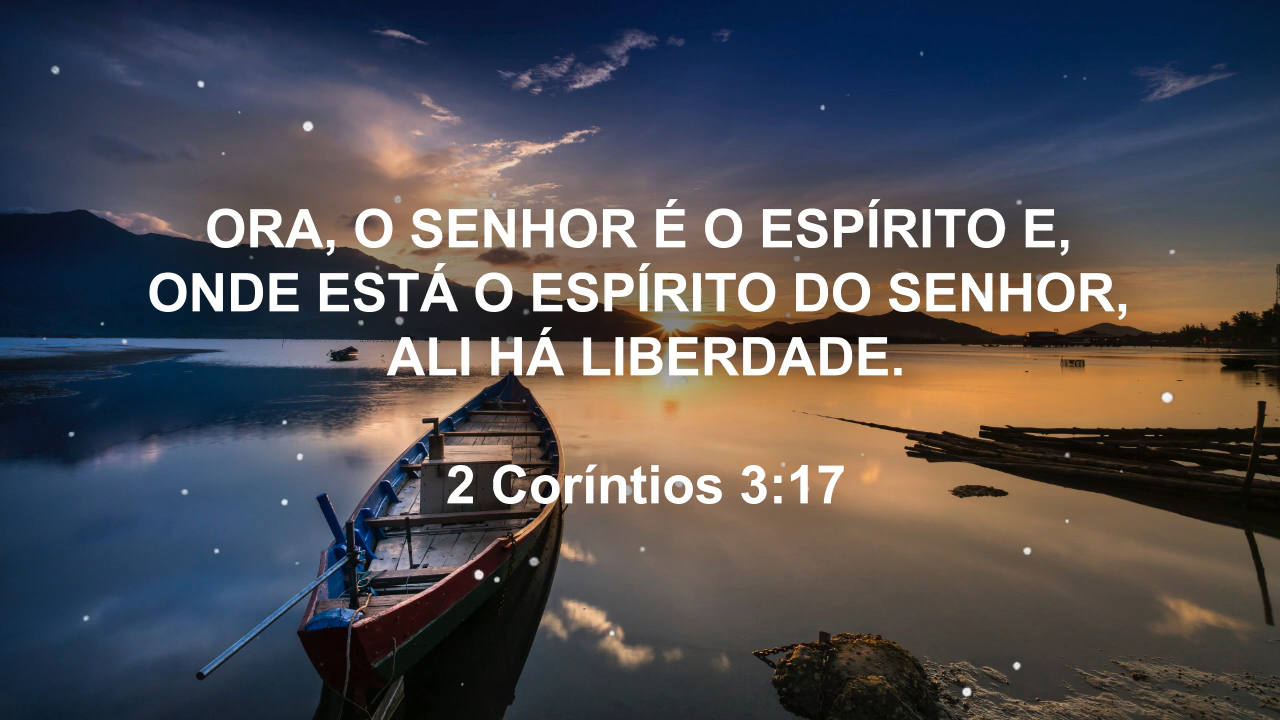 ORA, O SENHOR É O ESPÍRITO E,
ONDE ESTÁ O ESPÍRITO DO SENHOR,
ALI HÁ LIBERDADE.
2 Coríntios 3:17